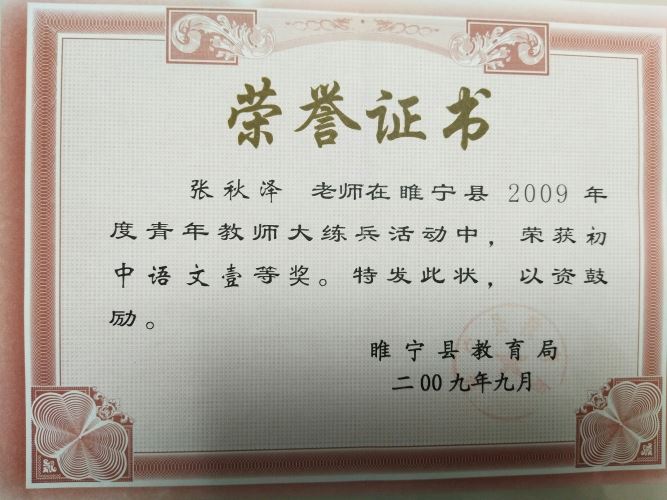 荣誉证书
张秋泽 老师在睢宁县 2009 年
度青年教师大练兵活动中，荣获初
中语文壹等奖。特发此状，以资鼓
励。
睢宁县教育局
二00九年九月